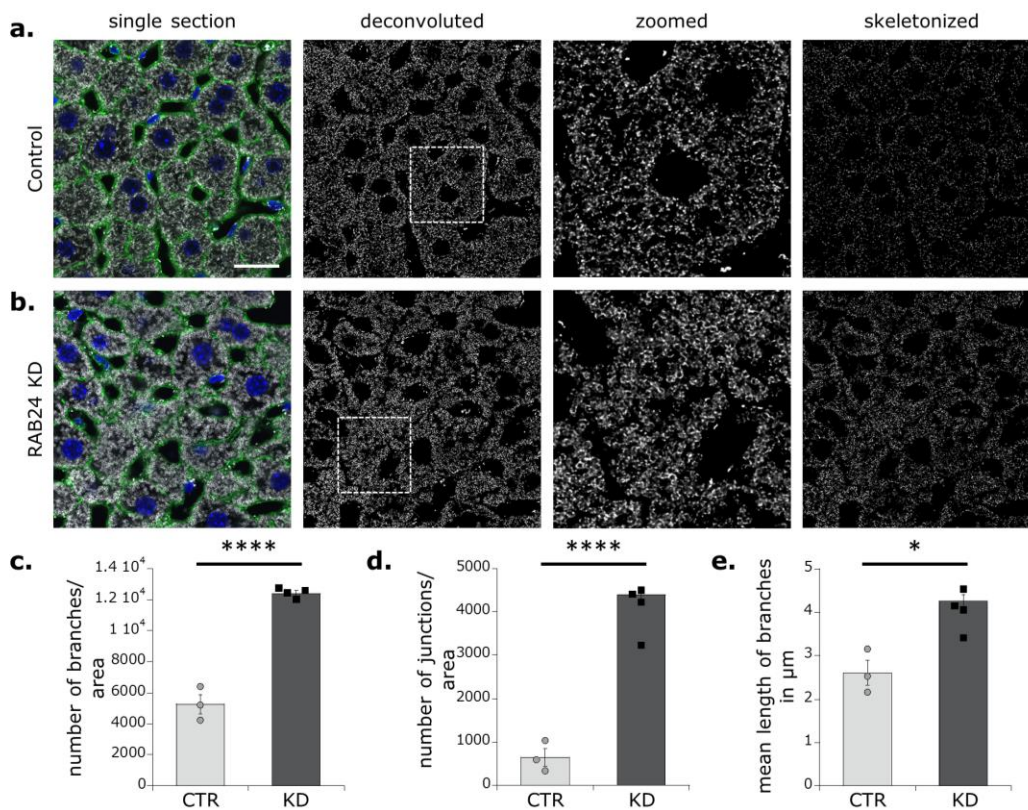 single section
deconvoluted
zoomed
skeletonized
a.
Control
b.
RAB24 KD
c.
****
number of branches/
area
1.4 10⁴
1.2 10⁴
1 10⁴
8000
6000
4000
2000
0
CTR
KD
d.
****
number of junctions/
area
5000
4000
3000
2000
1000
0
CTR
KD
e.
*
mean length of branches
in µm
5
4
3
2
1
0
CTR
KD